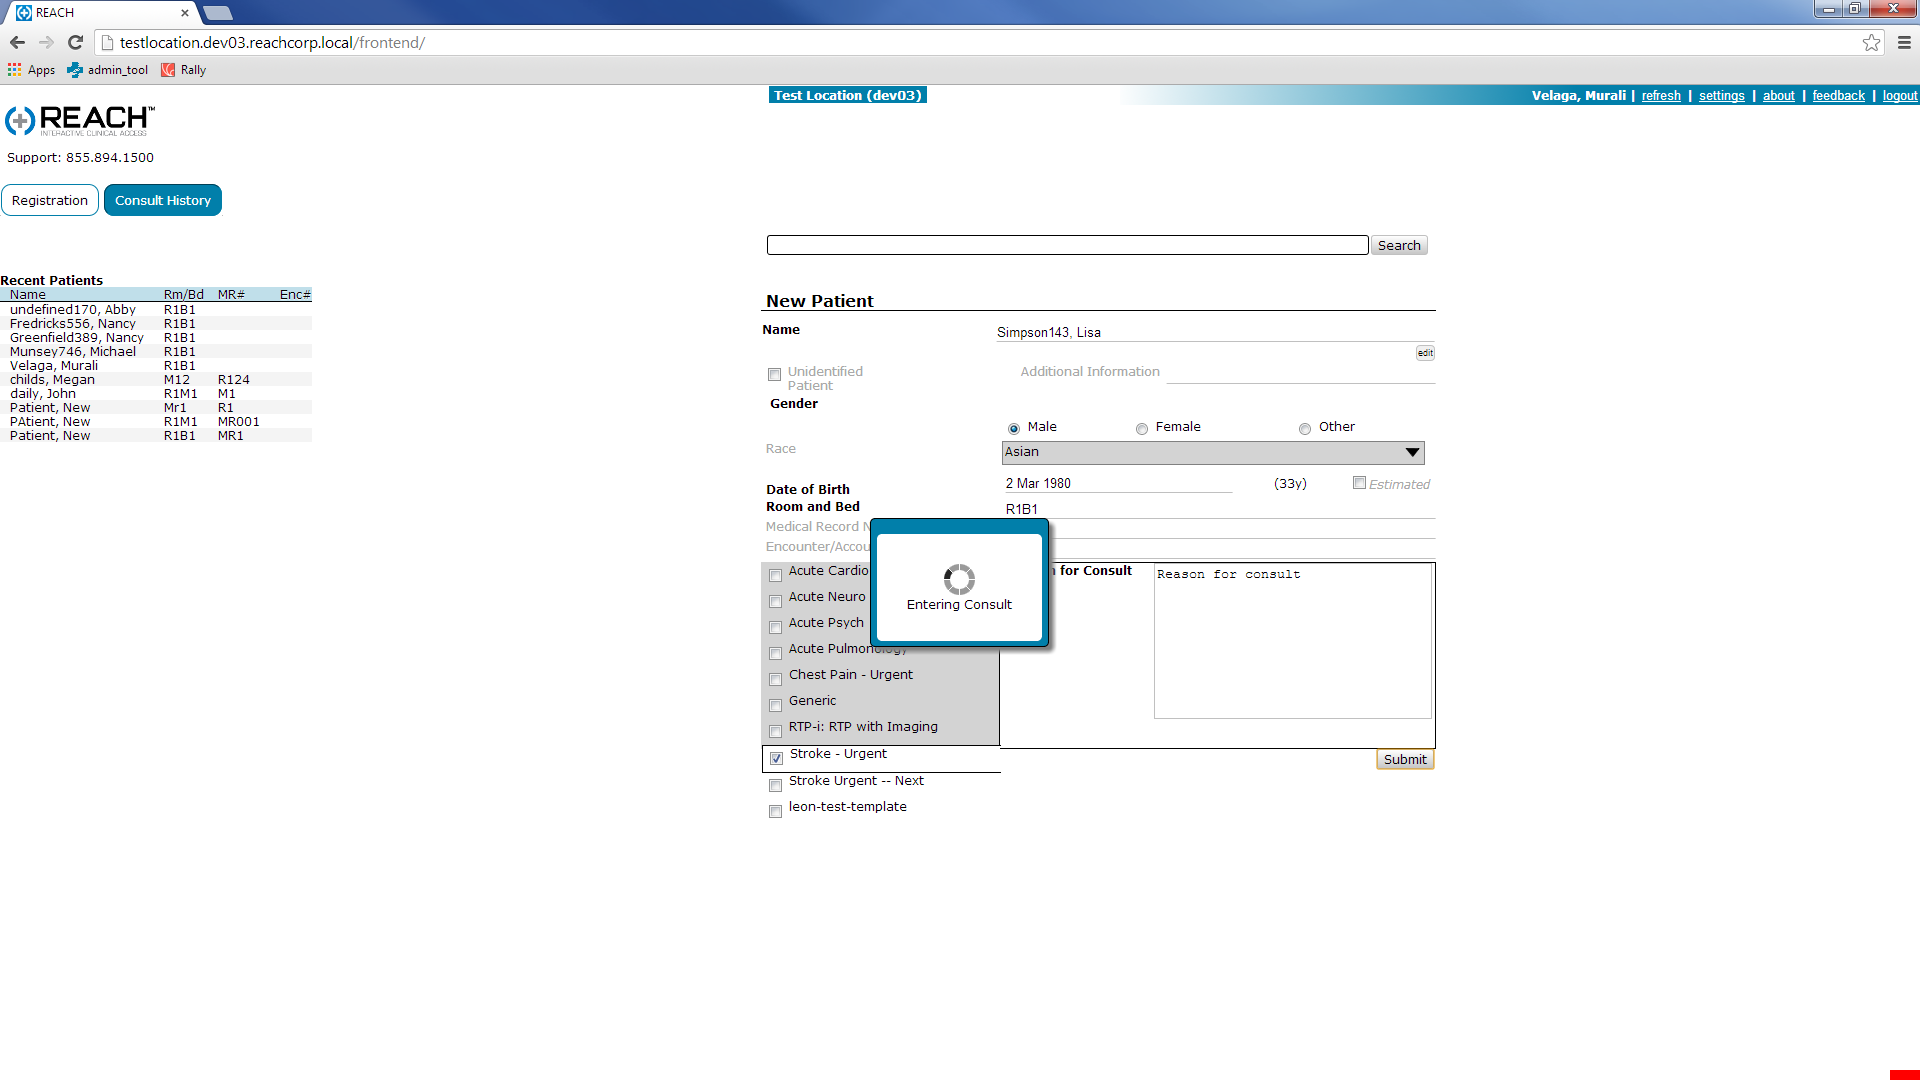 REACH
testlocation.dev03.reachcorp.local/frontend/
Apps admin_tool Rally
Test Location (dev03) Velaga, Murali | refresh | settings | about | feedback | logout
REACH™
INTERACTIVE CLINICAL ACCESS
Support: 855.894.1500
Registration Consult History
Search
Recent Patients
Name Rm/Bd MR# Enc#
undefined170, Abby R1B1
Fredricks556, Nancy R1B1
Greenfield389, Nancy R1B1
Munsey746, Michael R1B1
Velaga, Murali R1B1
childs, Megan M12 R124
daily, John R1M1 M1
Patient, New Mr1 R1
PAtient, New R1M1 MR001
Patient, New R1B1 MR1
New Patient
Name Simpson143, Lisa
edit
Unidentified Patient Additional Information
Gender
Male Female Other
Race Asian
Date of Birth 2 Mar 1980 (33y) Estimated
Room and Bed R1B1
Medical Record
Encounter/Accou
Entering Consult
for Consult Reason for consult
Acute Cardio
Acute Neuro
Acute Psych
Acute Pulmonology
Chest Pain - Urgent
Generic
RTP-i: RTP with Imaging
Stroke - Urgent
Submit
Stroke Urgent -- Next
leon-test-template